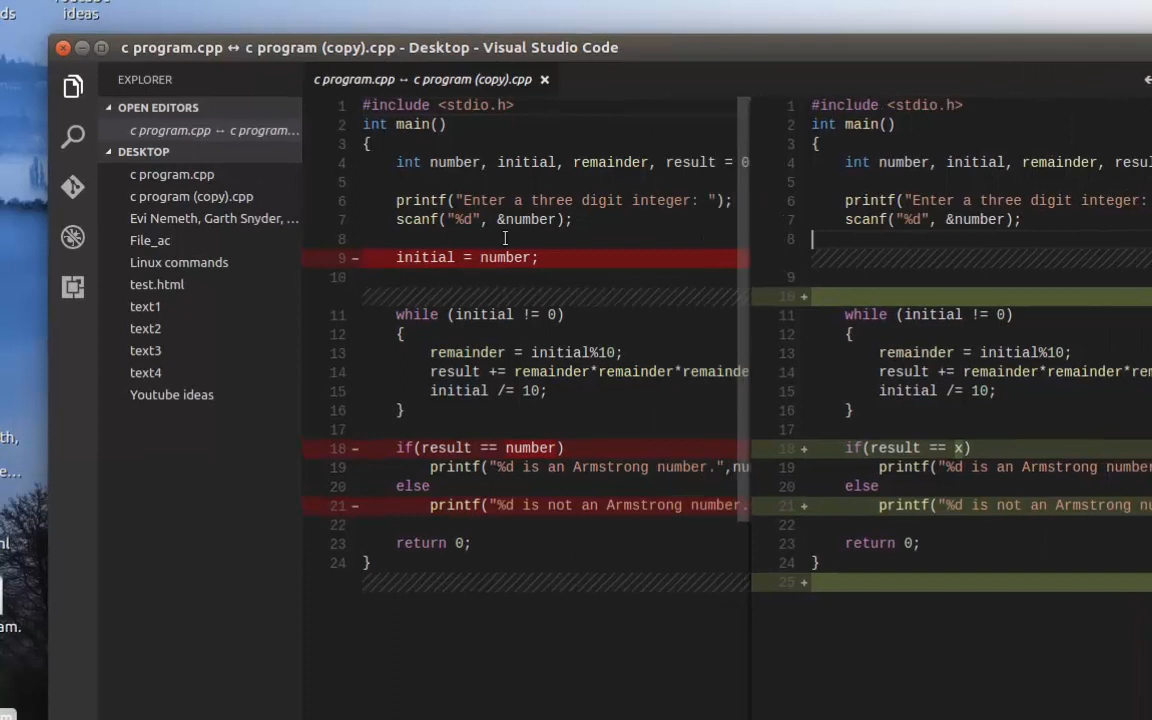 ds
ideas
c program.cpp ↔ c program (copy).cpp - Desktop - Visual Studio Code
EXPLORER
OPEN EDITORS
c program.cpp ↔ c program...
DESKTOP
c program.cpp
c program (copy).cpp
Evi Nemeth, Garth Snyder, ...
File_ac
Linux commands
test.html
text1
text2
text3
text4
Youtube ideas
th,
e...
nl
am.
c program.cpp ↔ c program (copy).cpp ×
1 #include <stdio.h>
2 int main()
3 {
4 int number, initial, remainder, result = 0
5
6 printf("Enter a three digit integer: ");
7 scanf("%d", &number);
8
9 - initial = number;
10
11 while (initial != 0)
12 {
13 remainder = initial%10;
14 result += remainder*remainder*remainde
15 initial /= 10;
16 }
17
18 - if(result == number)
19 printf("%d is an Armstrong number.",nu
20 else
21 - printf("%d is not an Armstrong number.
22
23 return 0;
24 }
1 #include <stdio.h>
2 int main()
3 {
4 int number, initial, remainder, resul
5
6 printf("Enter a three digit integer:
7 scanf("%d", &number);
8
9
10 +
11 while (initial != 0)
12 {
13 remainder = initial%10;
14 result += remainder*remainder*rem
15 initial /= 10;
16 }
17
18 + if(result == x)
19 printf("%d is an Armstrong number
20 else
21 + printf("%d is not an Armstrong nu
22
23 return 0;
24 }
25 +